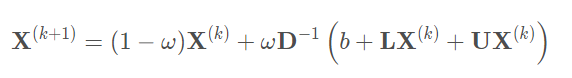 X^{(k+1)} = (1 − ω)X^{(k)} + ωD^{−1} (b + LX^{(k)} + UX^{(k)})